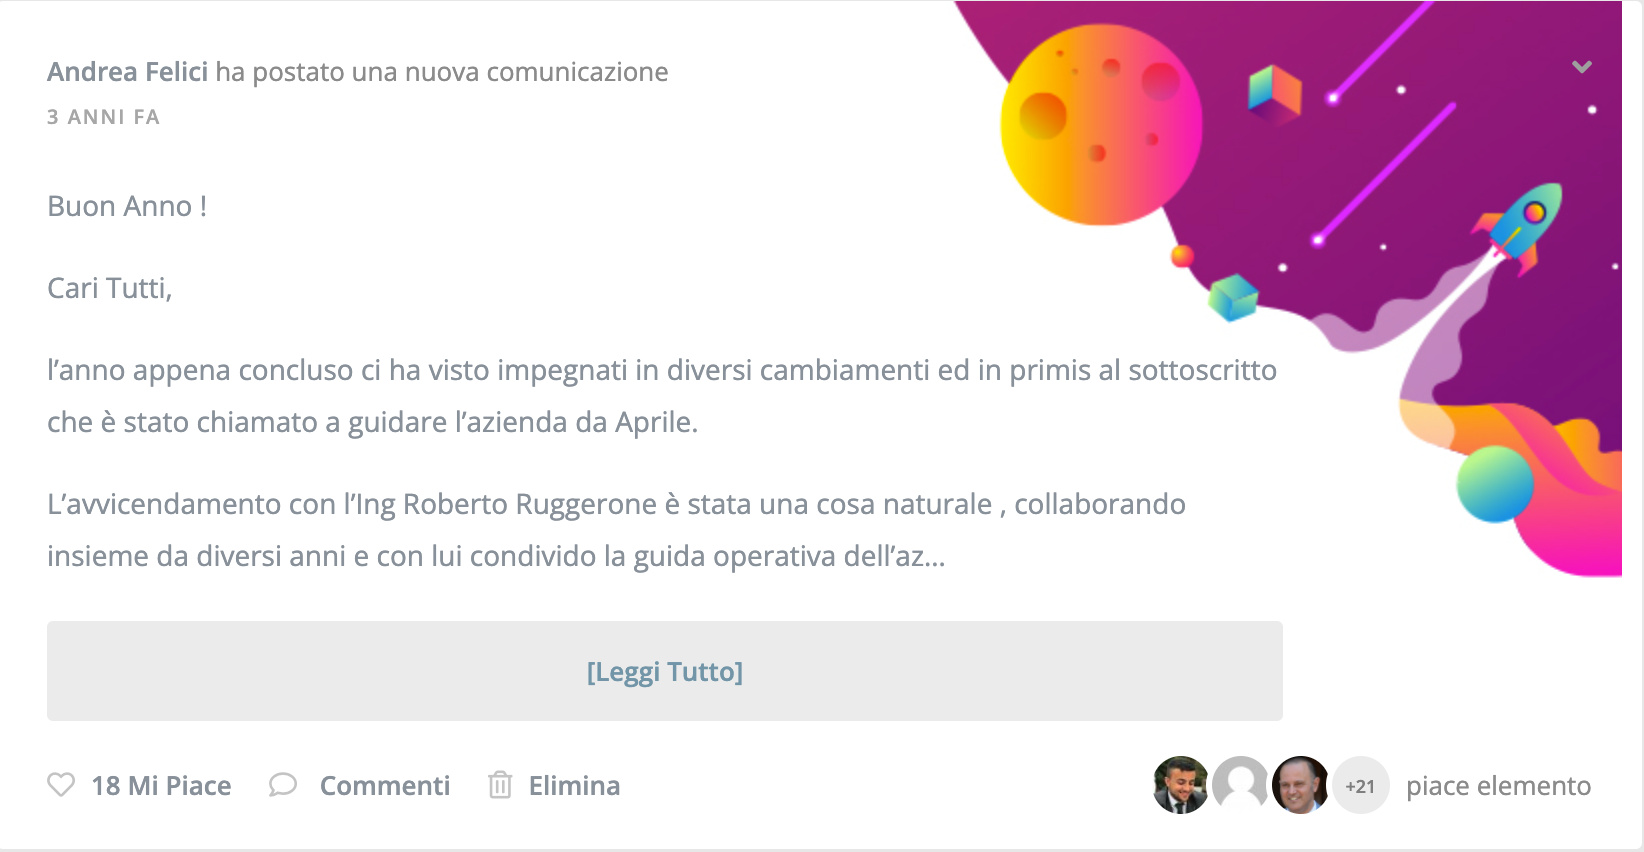 Andrea Felici ha postato una nuova comunicazione
3 ANNI FA
Buon Anno !
Cari Tutti,
l’anno appena concluso ci ha visto impegnati in diversi cambiamenti ed in primis al sottoscritto
che è stato chiamato a guidare l’azienda da Aprile.
L’avvicendamento con l’Ing Roberto Ruggerone è stata una cosa naturale , collaborando
insieme da diversi anni e con lui condivido la guida operativa dell’az...
[Leggi Tutto]
18 Mi Piace Commenti Elimina +21 piace elemento